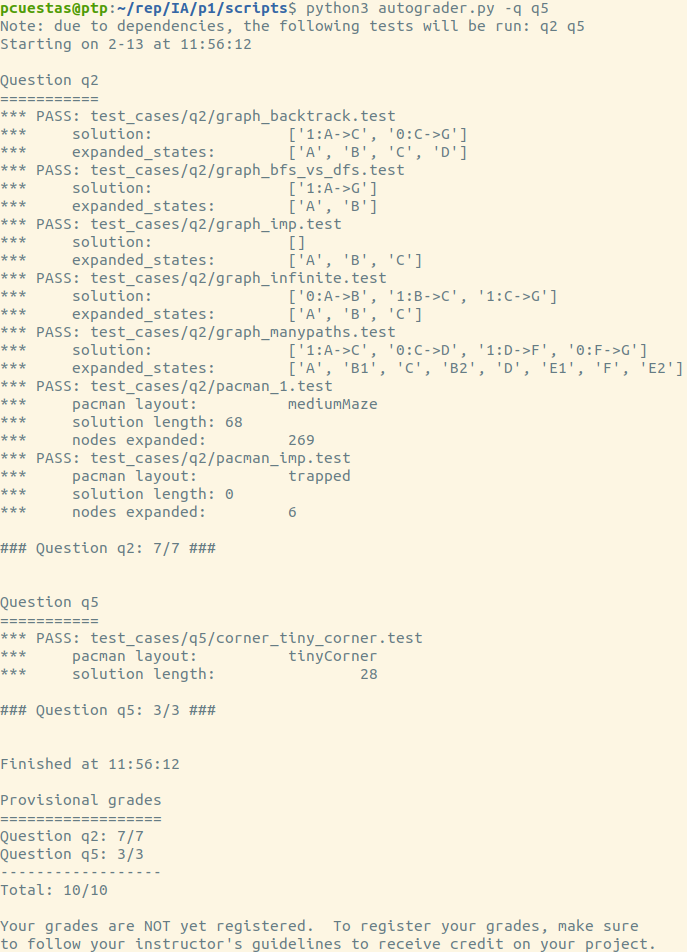 pcuestas@ptp:~/rep/IA/p1/scripts$ python3 autograder.py -q q5
Note: due to dependencies, the following tests will be run: q2 q5
Starting on 2-13 at 11:56:12
Question q2
===========
*** PASS: test_cases/q2/graph_backtrack.test
***     solution:               ['1:A->C', '0:C->G']
***     expanded_states:        ['A', 'B', 'C', 'D']
*** PASS: test_cases/q2/graph_bfs_vs_dfs.test
***     solution:               ['1:A->G']
***     expanded_states:        ['A', 'B']
*** PASS: test_cases/q2/graph_imp.test
***     solution:               []
***     expanded_states:        ['A', 'B', 'C']
*** PASS: test_cases/q2/graph_infinite.test
***     solution:               ['0:A->B', '1:B->C', '1:C->G']
***     expanded_states:        ['A', 'B', 'C']
*** PASS: test_cases/q2/graph_manypaths.test
***     solution:               ['1:A->C', '0:C->D', '1:D->F', '0:F->G']
***     expanded_states:        ['A', 'B1', 'C', 'B2', 'D', 'E1', 'F', 'E2']
*** PASS: test_cases/q2/pacman_1.test
***     pacman layout:          mediumMaze
***     solution length: 68
***     nodes expanded:         269
*** PASS: test_cases/q2/pacman_imp.test
***     pacman layout:          trapped
***     solution length: 0
***     nodes expanded:         6
### Question q2: 7/7 ###
Question q5
===========
*** PASS: test_cases/q5/corner_tiny_corner.test
***     pacman layout:          tinyCorner
***     solution length:                28
### Question q5: 3/3 ###
Finished at 11:56:12
Provisional grades
==================
Question q2: 7/7
Question q5: 3/3
------------------
Total: 10/10
Your grades are NOT yet registered.  To register your grades, make sure
to follow your instructor's guidelines to receive credit on your project.